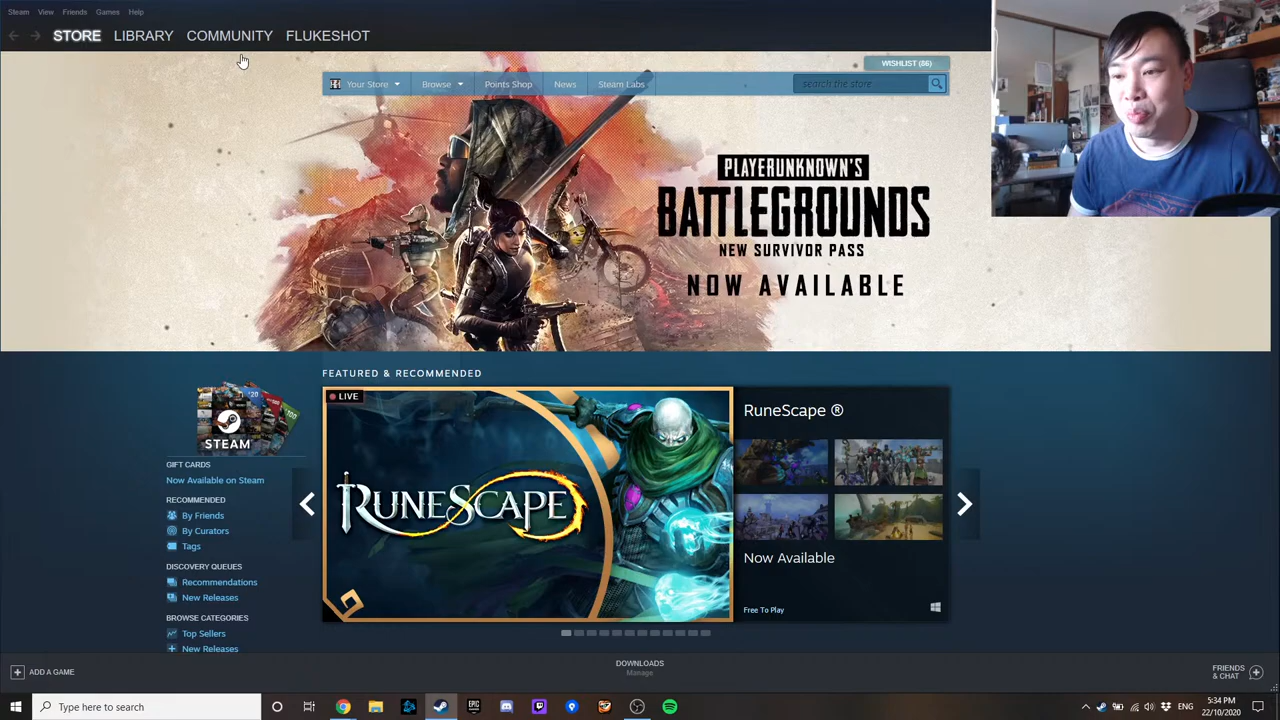 Steam View Friends Games Help
STORE LIBRARY COMMUNITY FLUKESHOT
WISHLIST (86)
Your Store Browse Points Shop News Steam Labs search the store
PLAYERUNKNOWN'S
BATTLEGROUNDS
NEW SURVIVOR PASS
NOW AVAILABLE
FEATURED & RECOMMENDED
STEAM
GIFT CARDS
Now Available on Steam
RECOMMENDED
By Friends
By Curators
Tags
DISCOVERY QUEUES
Recommendations
New Releases
BROWSE CATEGORIES
Top Sellers
New Releases
LIVE
RUNESCAPE
RuneScape ®
Now Available
Free To Play
ADD A GAME
DOWNLOADS
Manage
FRIENDS
& CHAT
Type here to search
ENG
5:34 PM
22/10/2020